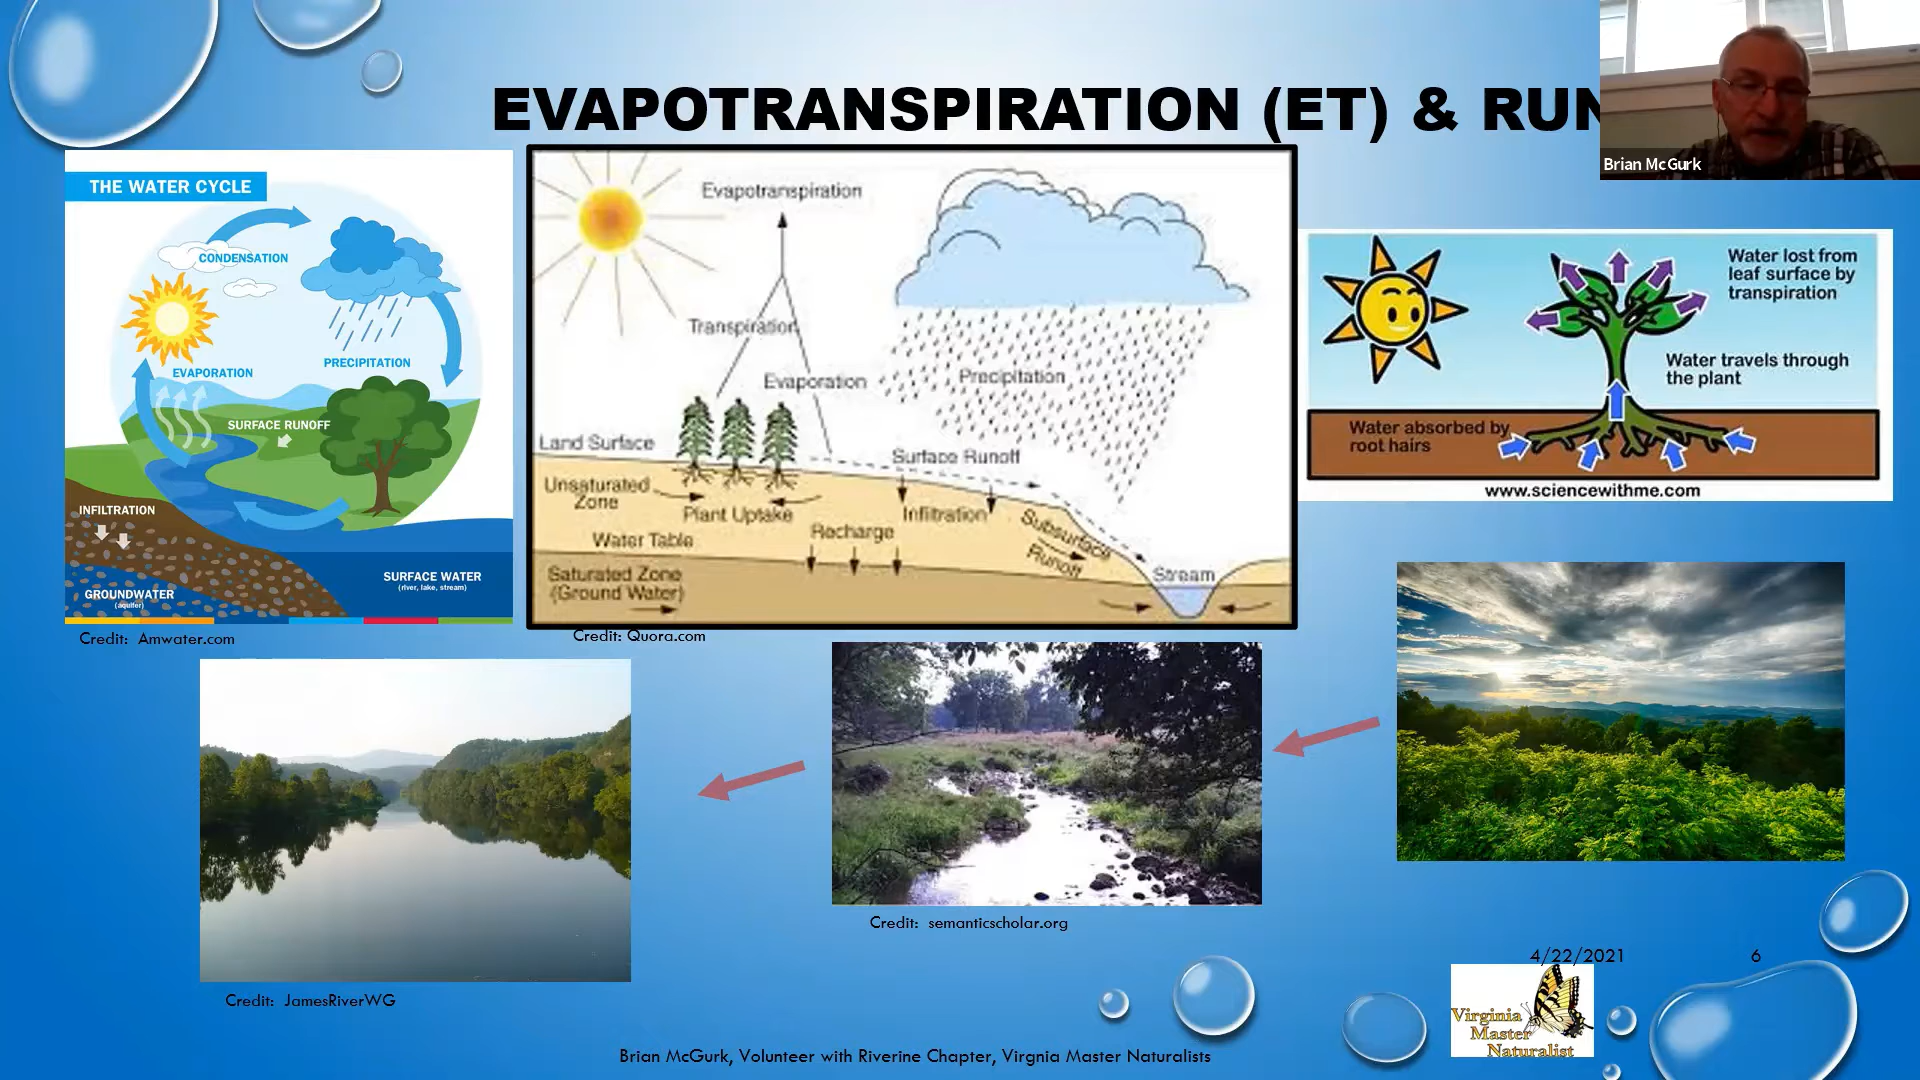 EVAPOTRANSPIRATION (ET) & RUN
Brian McGurk
THE WATER CYCLE
CONDENSATION
PRECIPITATION
EVAPORATION
SURFACE RUNOFF
INFILTRATION
SURFACE WATER
(river, lake, stream)
GROUNDWATER
(aquifer)
Credit: Amwater.com
Evapotranspiration
Transpiration
Evaporation
Precipitation
Land Surface
Surface Runoff
Unsaturated
Zone
Plant Uptake
Infiltration
Recharge
Subsurface
Runoff
Water Table
Saturated Zone
(Ground Water)
Stream
Credit: Quora.com
Water lost from
leaf surface by
transpiration
Water travels through
the plant
Water absorbed by
root hairs
www.sciencewithme.com
Credit: semanticscholar.org
Credit: JamesRiverWG
4/22/2021
6
Virginia
Master
Naturalist
Brian McGurk, Volunteer with Riverine Chapter, Virgnia Master Naturalists